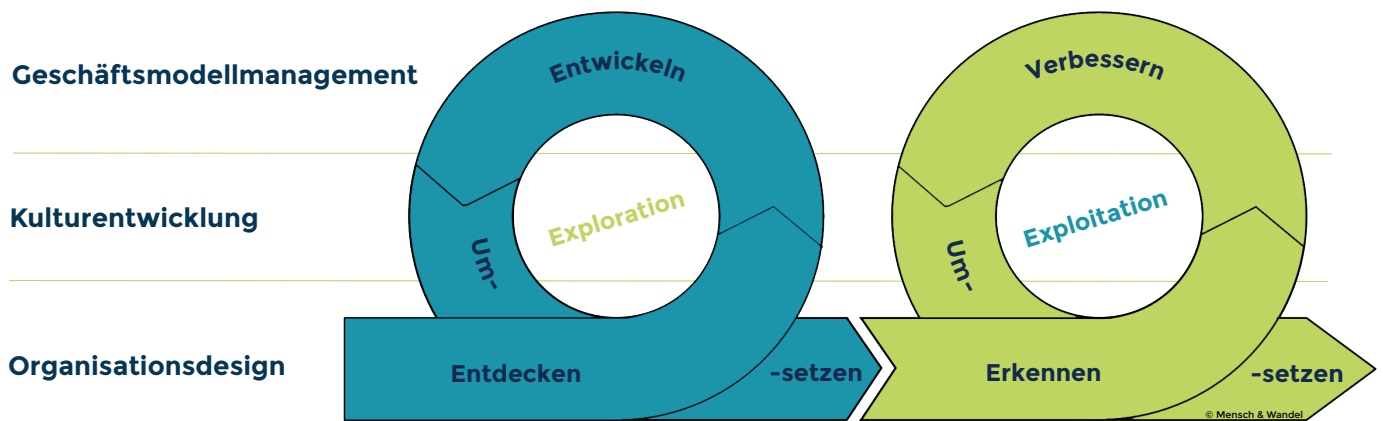 Geschäftsmodellmanagement
Entwickeln
Verbessern
Kulturentwicklung
Exploration
Exploitation
Um-
Um-
Organisationsdesign
Entdecken
-setzen
Erkennen
-setzen
© Mensch & Wandel